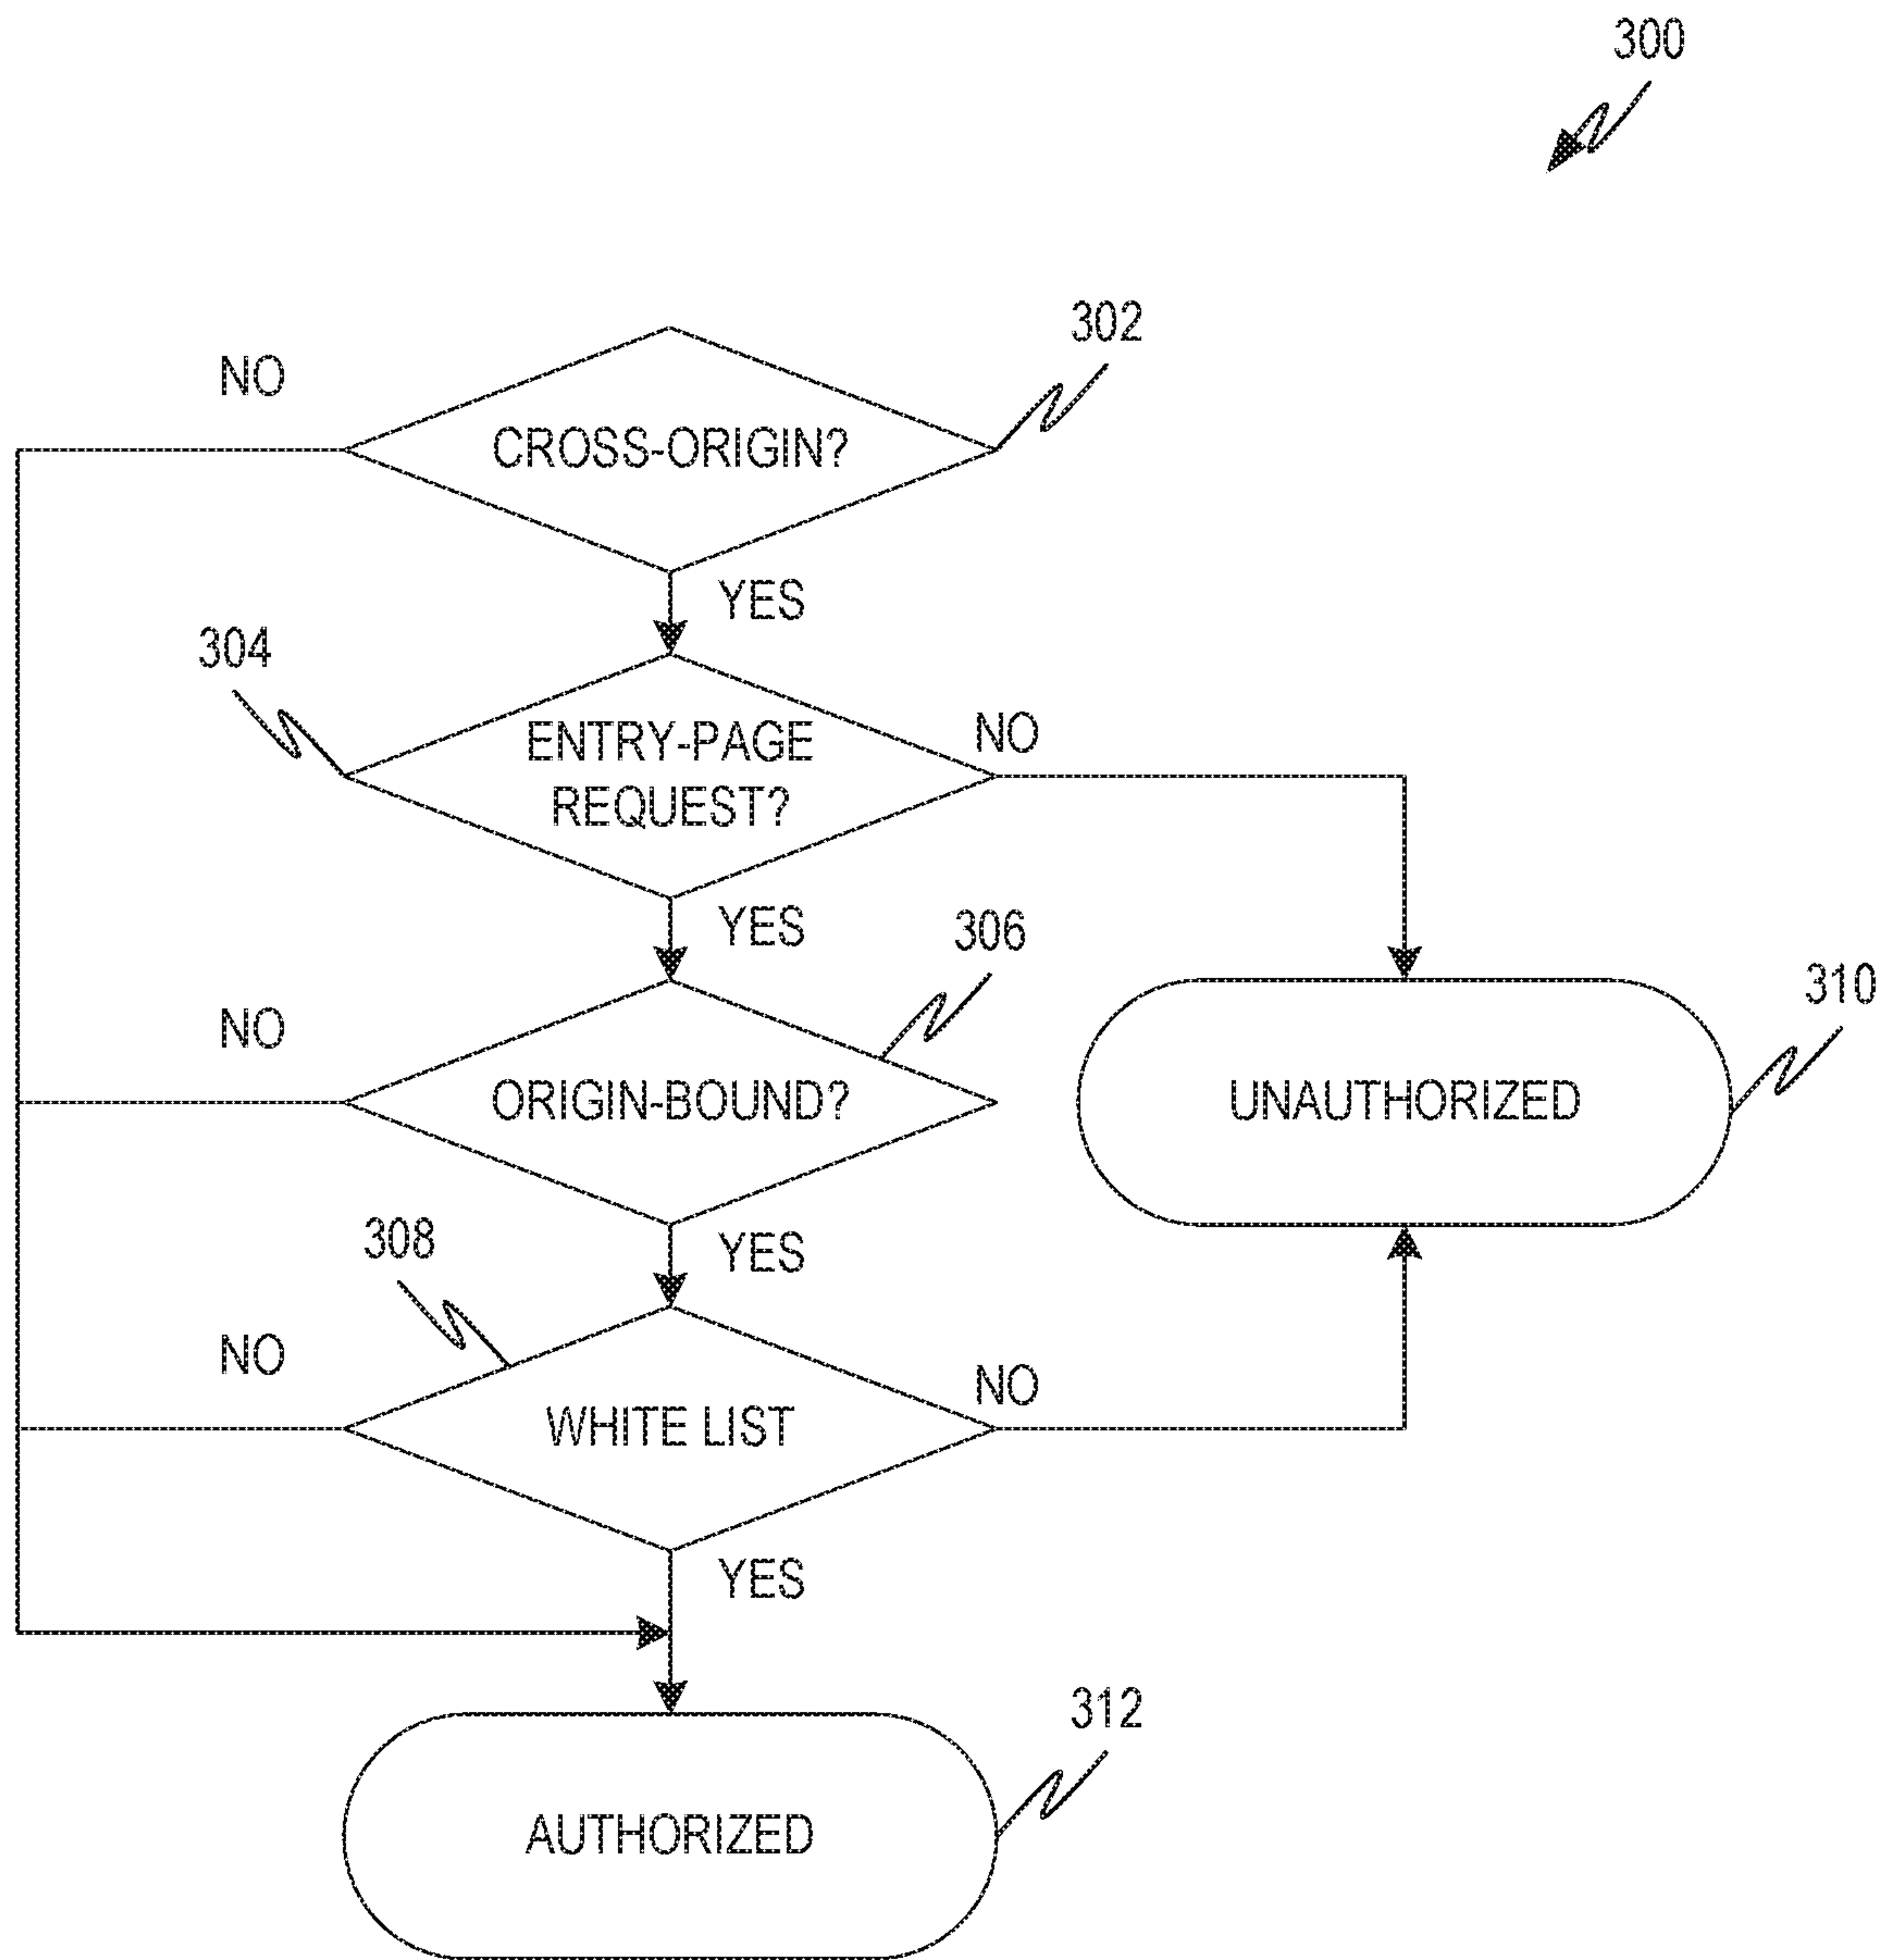 300
302
NO
CROSS-ORIGIN?
YES
304
ENTRY-PAGE
REQUEST?
NO
YES
306
310
NO
ORIGIN-BOUND?
UNAUTHORIZED
308
YES
NO
WHITE LIST
NO
YES
312
AUTHORIZED